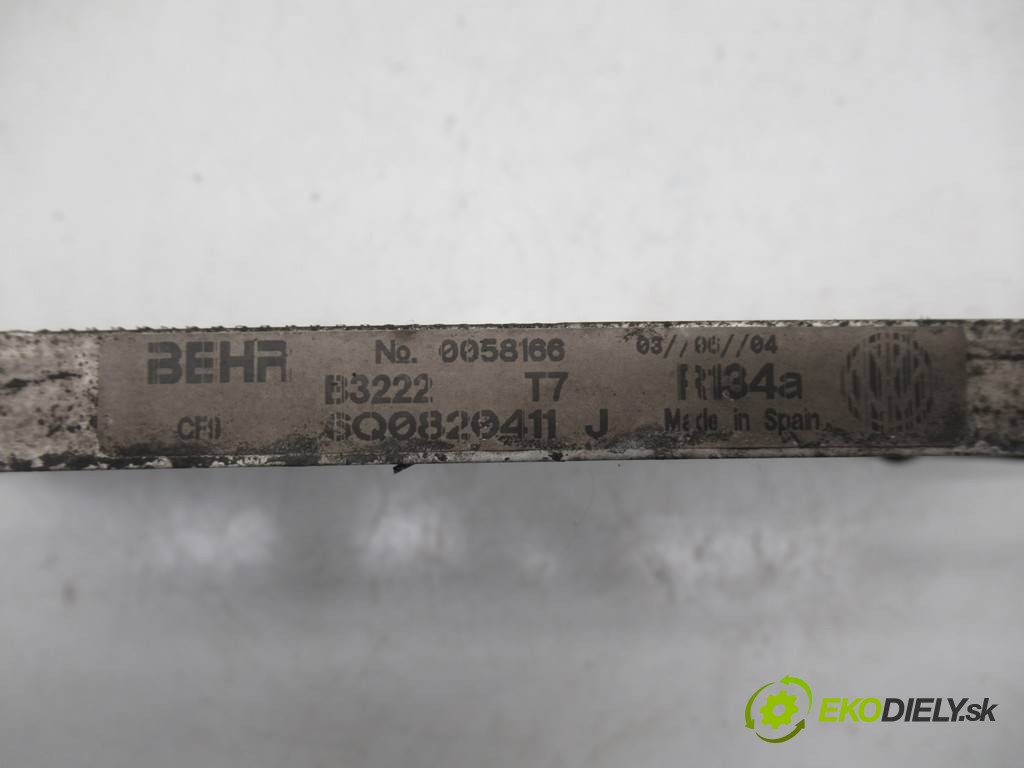 BEHR No. 0058166 03//06//04
B3222 T7 R134a
CF0 6Q0820411 J Made in Spain
EKODIELY.sk